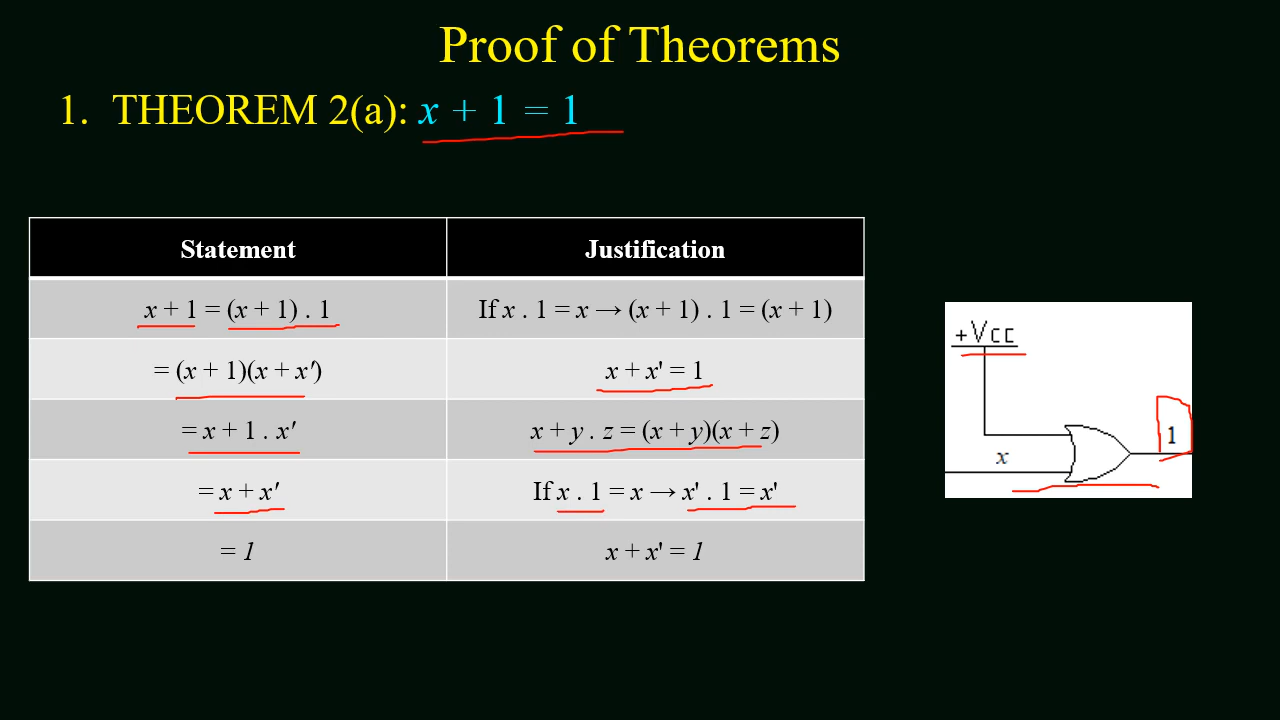 Proof of Theorems
1. THEOREM 2(a): x + 1 = 1
Statement Justification
x + 1 = (x + 1) . 1 If x . 1 = x → (x + 1) . 1 = (x + 1)
= (x + 1)(x + x′) x + x' = 1
= x + 1 . x′ x + y . z = (x + y)(x + z)
= x + x′ If x . 1 = x → x' . 1 = x'
= 1 x + x' = 1
+Vcc
1
x